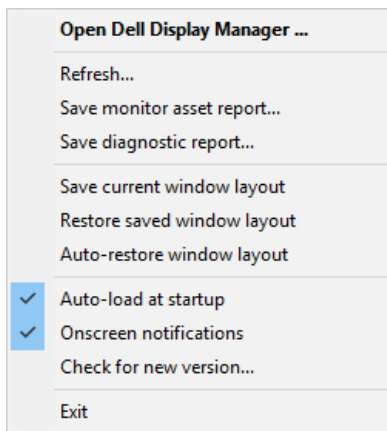 Open Dell Display Manager ...
Refresh...
Save monitor asset report...
Save diagnostic report...
Save current window layout
Restore saved window layout
Auto-restore window layout
Auto-load at startup
Onscreen notifications
Check for new version...
Exit